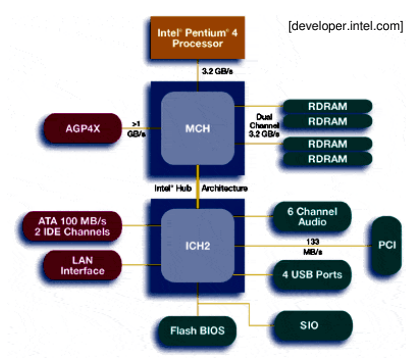 [developer.intel.com]
Intel® Pentium® 4
Processor
3.2 GB/s
AGP4X
>1
GB/s
MCH
Dual
Channel
3.2 GB/s
RDRAM
RDRAM
RDRAM
RDRAM
Intel® Hub Architecture
ATA 100 MB/s
2 IDE Channels
LAN
Interface
ICH2
6 Channel
Audio
133
MB/s
PCI
4 USB Ports
Flash BIOS
SIO